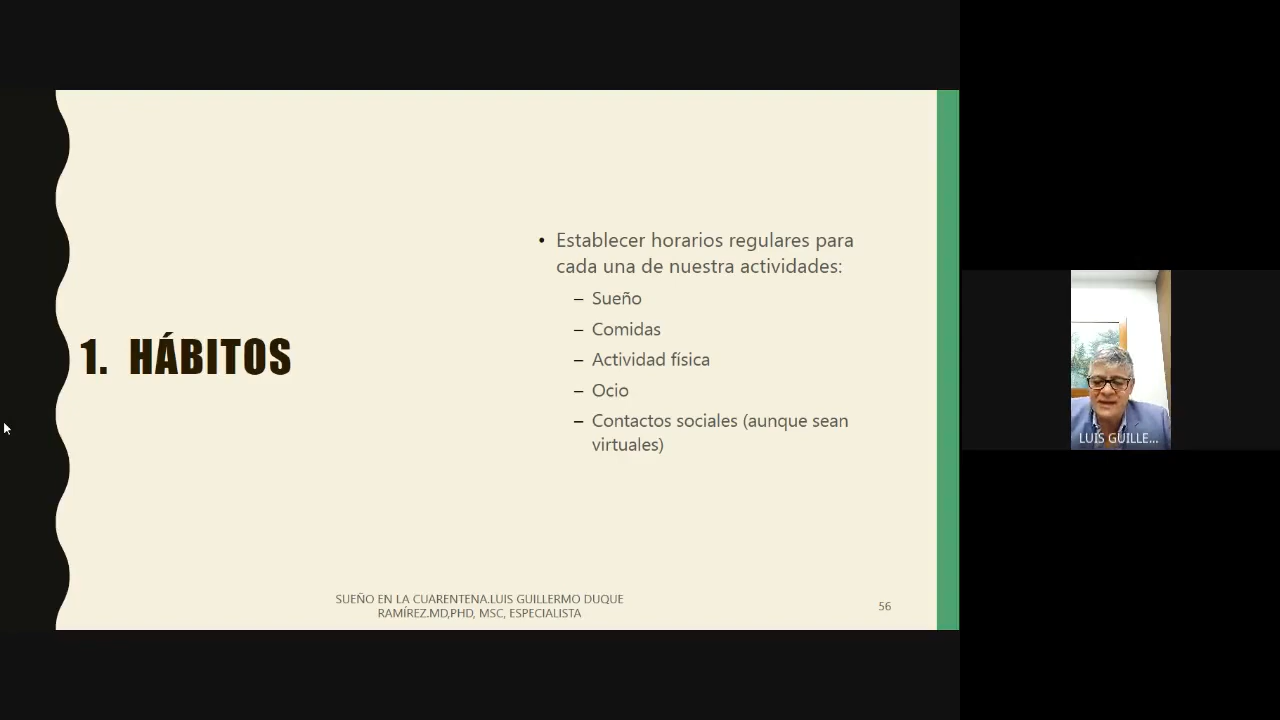 1. HÁBITOS
• Establecer horarios regulares para
cada una de nuestra actividades:
– Sueño
– Comidas
– Actividad física
– Ocio
– Contactos sociales (aunque sean
virtuales)
SUEÑO EN LA CUARENTENA.LUIS GUILLERMO DUQUE
RAMÍREZ.MD,PHD, MSC, ESPECIALISTA
56
LUIS GUILLE...